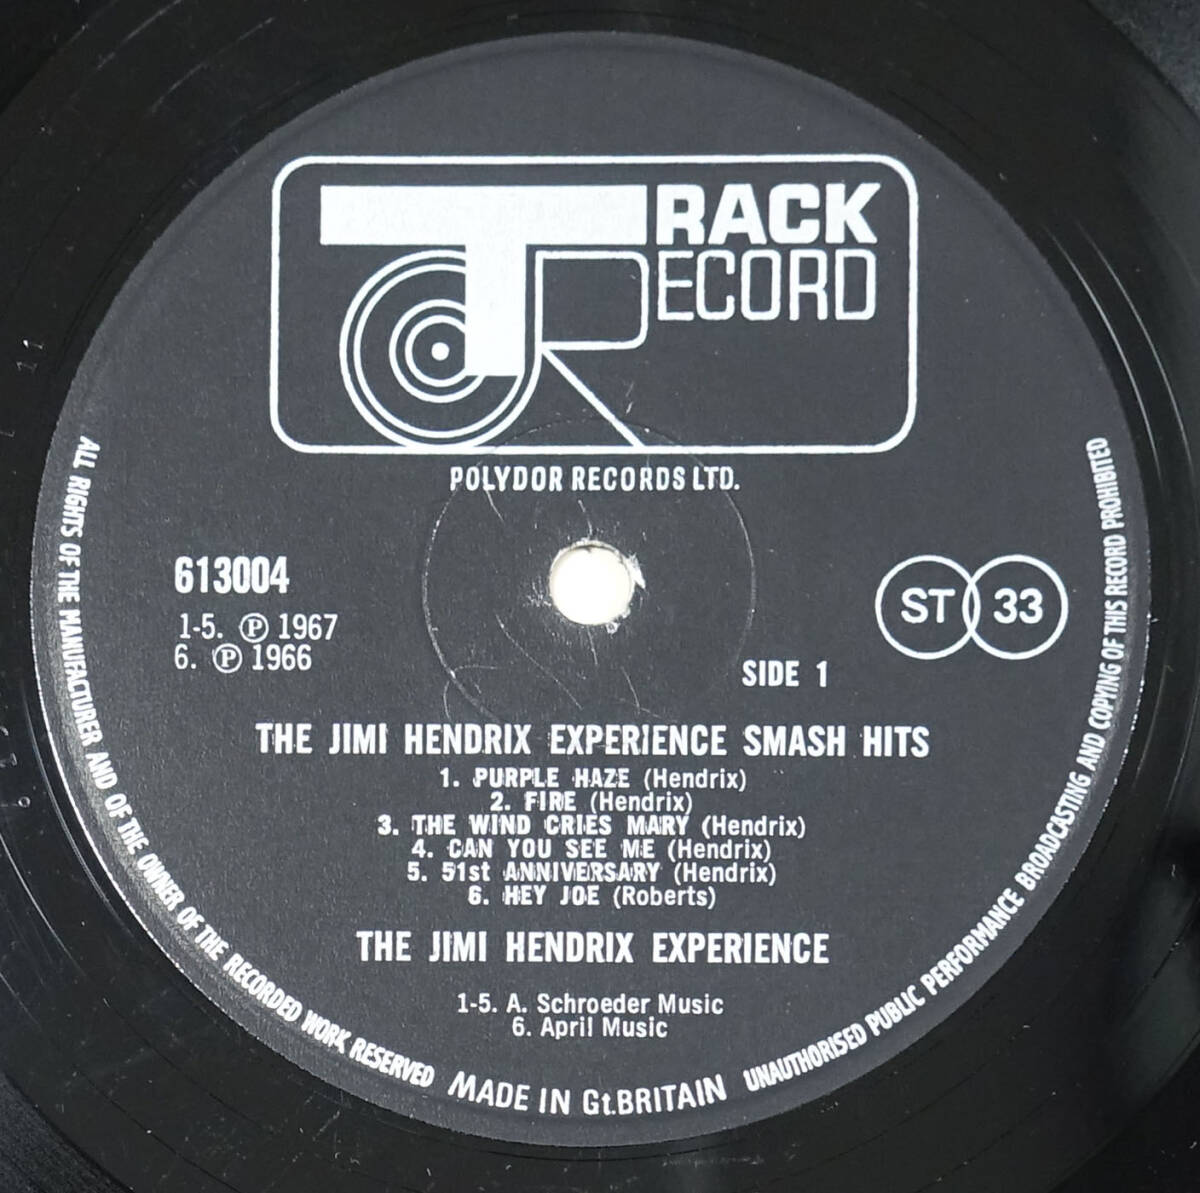 TRACK
RECORD
POLYDOR RECORDS LTD.
613004
1-5. Ⓟ 1967
6. Ⓟ 1966
ST 33
SIDE 1
THE JIMI HENDRIX EXPERIENCE SMASH HITS
1. PURPLE HAZE (Hendrix)
2. FIRE (Hendrix)
3. THE WIND CRIES MARY (Hendrix)
4. CAN YOU SEE ME (Hendrix)
5. 51st ANNIVERSARY (Hendrix)
6. HEY JOE (Roberts)
THE JIMI HENDRIX EXPERIENCE
1-5. A. Schroeder Music
6. April Music
ALL RIGHTS OF THE MANUFACTURER AND OF THE OWNER OF THE RECORDED WORK RESERVED
MADE IN Gt.BRITAIN
UNAUTHORISED PUBLIC PERFORMANCE BROADCASTING AND COPYING OF THIS RECORD PROHIBITED